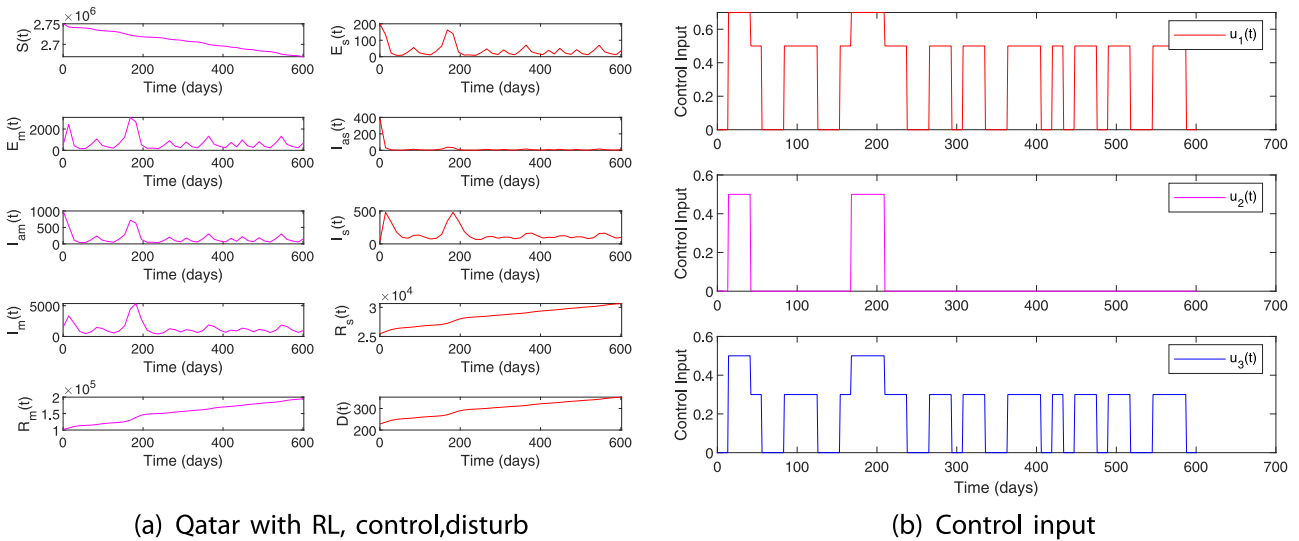 ×10^6
2.75
2.7
S(t)
0 200 400 600
Time (days)
200
100
0
E_s(t)
0 200 400 600
Time (days)
2000
0
E_m(t)
0 200 400 600
Time (days)
400
200
0
I_as(t)
0 200 400 600
Time (days)
1000
500
0
I_am(t)
0 200 400 600
Time (days)
500
0
I_s(t)
0 200 400 600
Time (days)
5000
0
I_m(t)
0 200 400 600
Time (days)
×10^4
3
2.5
R_s(t)
0 200 400 600
Time (days)
×10^5
2
1.5
1
R_m(t)
0 200 400 600
Time (days)
300
200
D(t)
0 200 400 600
Time (days)
(a) Qatar with RL, control,disturb
0.6
0.4
0.2
0
Control Input
u_1(t)
0 100 200 300 400 500 600 700
0.6
0.4
0.2
0
Control Input
u_2(t)
0 100 200 300 400 500 600 700
0.6
0.4
0.2
0
Control Input
u_3(t)
0 100 200 300 400 500 600 700
Time (days)
(b) Control input